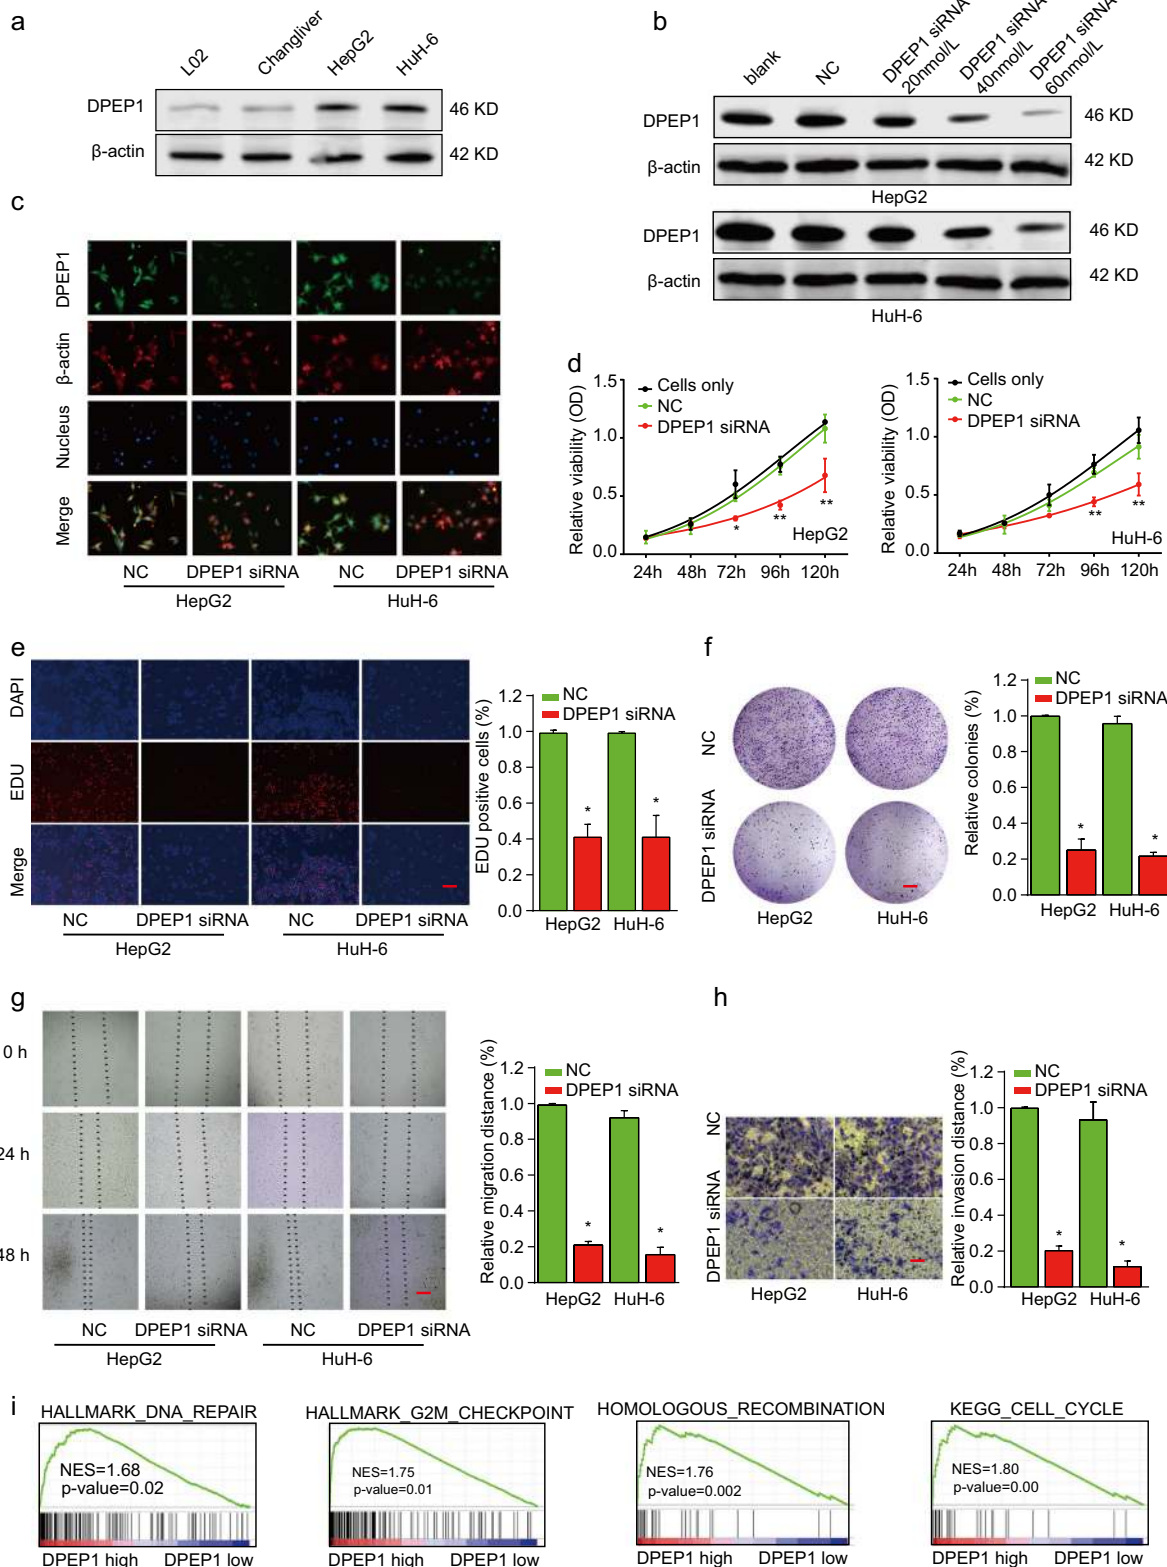 a
L02
Changliver
HepG2
HuH-6
DPEP1
46 KD
β-actin
42 KD
b
blank
NC
DPEP1 siRNA
20nmol/L
DPEP1 siRNA
40nmol/L
DPEP1 siRNA
60nmol/L
DPEP1
46 KD
β-actin
42 KD
HepG2
DPEP1
46 KD
β-actin
42 KD
HuH-6
c
DPEP1
β-actin
Nucleus
Merge
NC
DPEP1 siRNA
NC
DPEP1 siRNA
HepG2
HuH-6
d
Relative viability (OD)
1.5
1.0
0.5
0.0
Cells only
NC
DPEP1 siRNA
*
**
**
HepG2
24h 48h 72h 96h 120h
Relative viability (OD)
1.5
1.0
0.5
0.0
Cells only
NC
DPEP1 siRNA
**
**
HuH-6
24h 48h 72h 96h 120h
e
DAPI
EDU
Merge
NC
DPEP1 siRNA
NC
DPEP1 siRNA
HepG2
HuH-6
EDU positive cells (%)
1.2
1.0
0.8
0.6
0.4
0.2
0.0
NC
DPEP1 siRNA
*
*
HepG2 HuH-6
f
NC
DPEP1 siRNA
HepG2
HuH-6
Relative colonies (%)
1.2
1.0
0.8
0.6
0.4
0.2
0.0
NC
DPEP1 siRNA
*
*
HepG2 HuH-6
g
0 h
24 h
48 h
NC
DPEP1 siRNA
NC
DPEP1 siRNA
HepG2
HuH-6
Relative migration distance (%)
1.2
1.0
0.8
0.6
0.4
0.2
0.0
NC
DPEP1 siRNA
*
*
HepG2 HuH-6
h
NC
DPEP1 siRNA
HepG2
HuH-6
Relative invasion distance (%)
1.2
1.0
0.8
0.6
0.4
0.2
0.0
NC
DPEP1 siRNA
*
*
HepG2 HuH-6
i
HALLMARK_DNA_REPAIR
NES=1.68
p-value=0.02
DPEP1 high DPEP1 low
HALLMARK_G2M_CHECKPOINT
NES=1.75
p-value=0.01
DPEP1 high DPEP1 low
HOMOLOGOUS_RECOMBINATION
NES=1.76
p-value=0.002
DPEP1 high DPEP1 low
KEGG_CELL_CYCLE
NES=1.80
p-value=0.00
DPEP1 high DPEP1 low